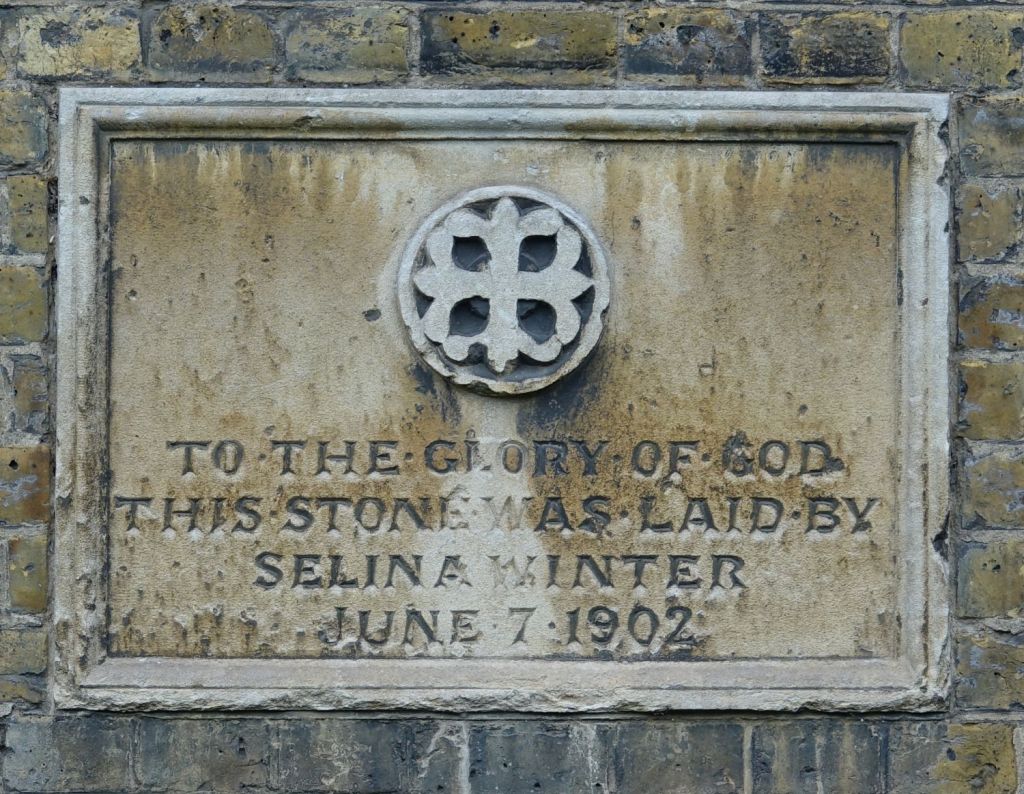 TO·THE·GLORY·OF·GOD
THIS·STONE·WAS·LAID·BY
SELINA WINTER
JUNE·7·1902